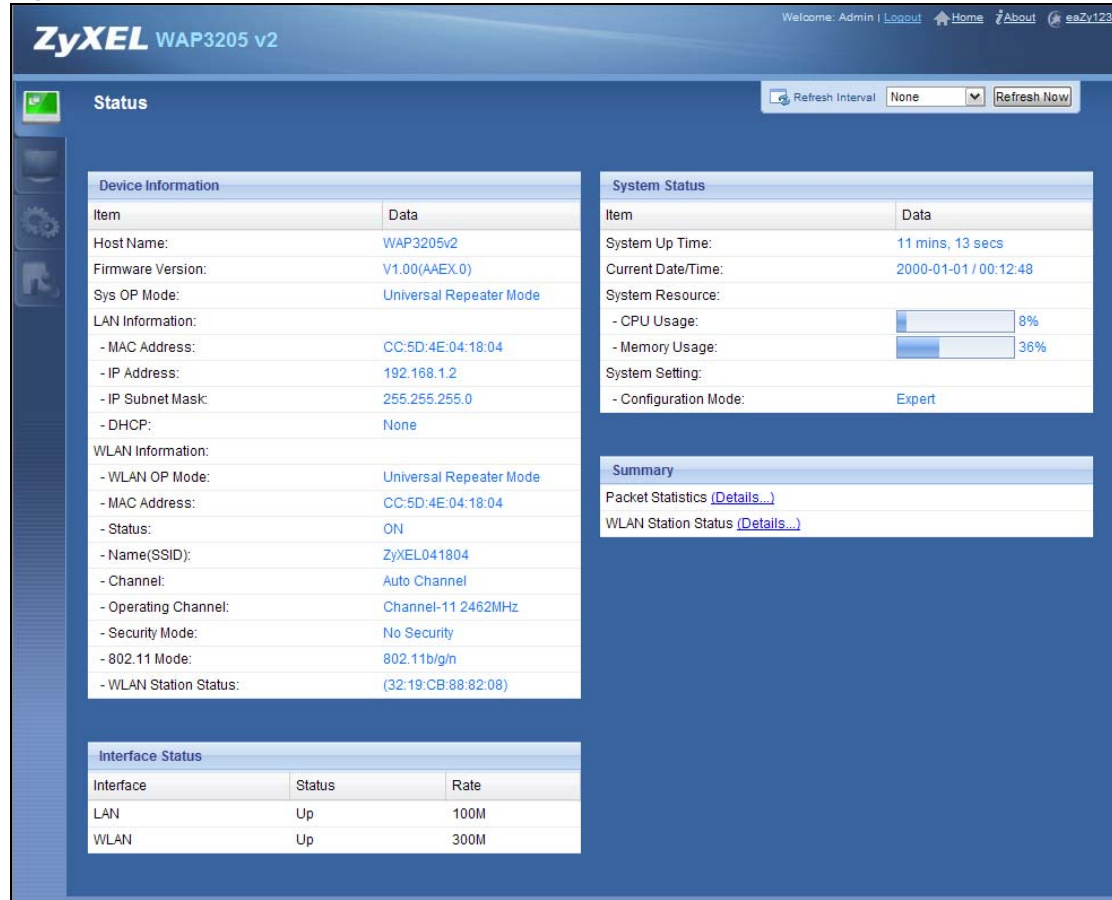 Welcome: Admin | Logout Home About eaZy123
ZyXEL WAP3205 v2
Status
Refresh Interval None Refresh Now
Device Information
Item Data
Host Name: WAP3205v2
Firmware Version: V1.00(AAEX.0)
Sys OP Mode: Universal Repeater Mode
LAN Information:
- MAC Address: CC:5D:4E:04:18:04
- IP Address: 192.168.1.2
- IP Subnet Mask: 255.255.255.0
- DHCP: None
WLAN Information:
- WLAN OP Mode: Universal Repeater Mode
- MAC Address: CC:5D:4E:04:18:04
- Status: ON
- Name(SSID): ZyXEL041804
- Channel: Auto Channel
- Operating Channel: Channel-11 2462MHz
- Security Mode: No Security
- 802.11 Mode: 802.11b/g/n
- WLAN Station Status: (32:19:CB:88:82:08)
Interface Status
Interface Status Rate
LAN Up 100M
WLAN Up 300M
System Status
Item Data
System Up Time: 11 mins, 13 secs
Current Date/Time: 2000-01-01 / 00:12:48
System Resource:
- CPU Usage: 8%
- Memory Usage: 36%
System Setting:
- Configuration Mode: Expert
Summary
Packet Statistics (Details...)
WLAN Station Status (Details...)